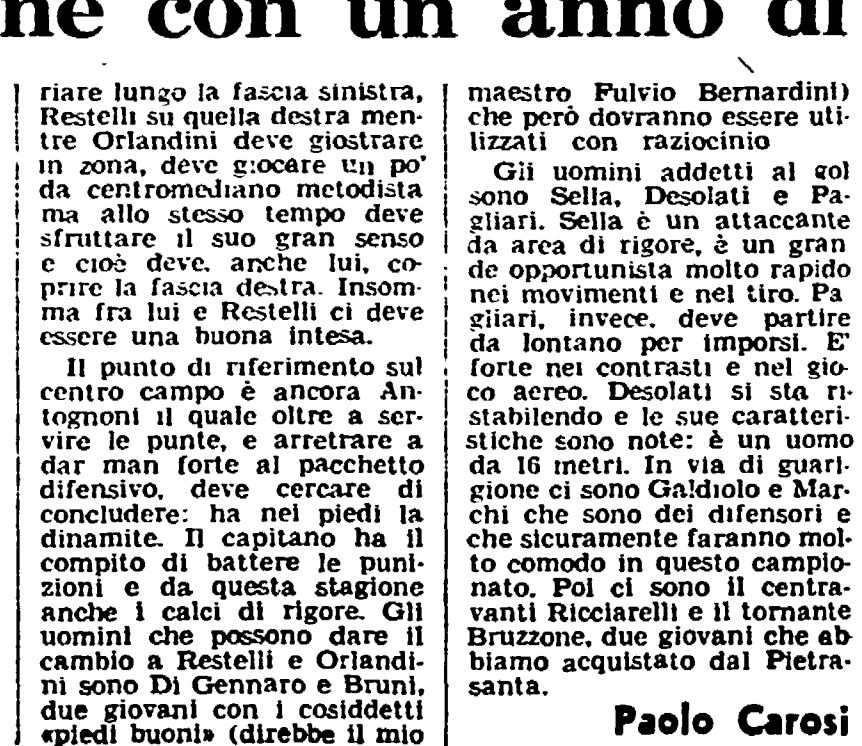 ne con un anno di
riare lungo la fascia sinistra,
Restelli su quella destra men-
tre Orlandini deve giostrare
in zona, deve giocare un po'
da centromediano metodista
ma allo stesso tempo deve
sfruttare il suo gran senso
e cioè deve, anche lui, co-
prire la fascia destra. Insom-
ma fra lui e Restelli ci deve
essere una buona intesa.
Il punto di riferimento sul
centro campo è ancora An-
tognoni il quale oltre a ser-
vire le punte, e arretrare a
dar man forte al pacchetto
difensivo, deve cercare di
concludere: ha nei piedi la
dinamite. Il capitano ha il
compito di battere le puni-
zioni e da questa stagione
anche i calci di rigore. Gli
uomini che possono dare il
cambio a Restelli e Orlandi-
ni sono Di Gennaro e Bruni,
due giovani con i cosiddetti
«piedi buoni» (direbbe il mio
maestro Fulvio Bernardini)
che però dovranno essere uti-
lizzati con raziocinio
Gli uomini addetti al gol
sono Sella, Desolati e Pa-
gliari. Sella è un attaccante
da area di rigore, è un gran
de opportunista molto rapido
nei movimenti e nel tiro. Pa
gliari, invece, deve partire
da lontano per imporsi. E'
forte nei contrasti e nel gio-
co aereo. Desolati si sta ri-
stabilendo e le sue caratteri-
stiche sono note: è un uomo
da 16 metri. In via di guari-
gione ci sono Galdiolo e Mar-
chi che sono dei difensori e
che sicuramente faranno mol-
to comodo in questo campio-
nato. Poi ci sono il centra-
vanti Ricciarelli e il tornante
Bruzzone, due giovani che ab
biamo acquistato dal Pietra-
santa.
Paolo Carosi